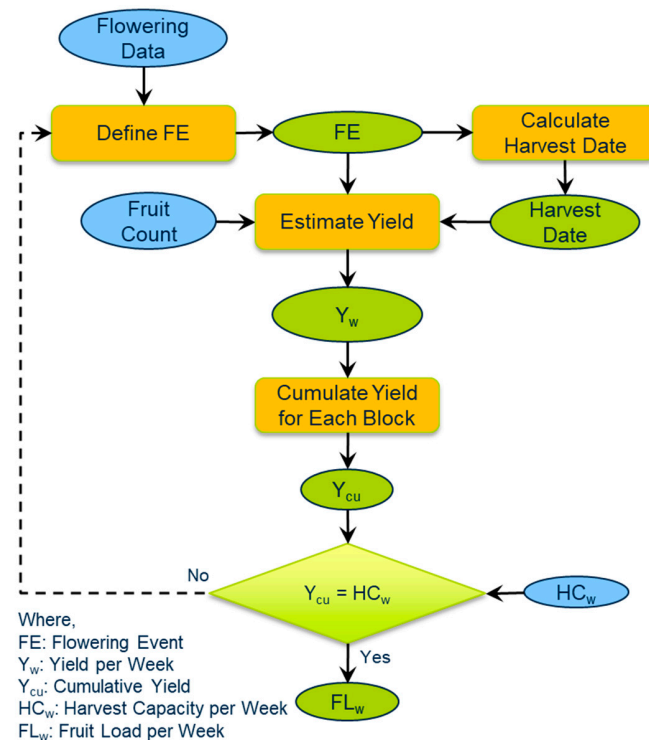 Flowering
Data
Define FE
FE
Calculate
Harvest Date
Fruit
Count
Estimate Yield
Harvest
Date
Yw
Cumulate Yield
for Each Block
Ycu
No
Ycu = HCw
HCw
Yes
FLw
Where,
FE: Flowering Event
Yw: Yield per Week
Ycu: Cumulative Yield
HCw: Harvest Capacity per Week
FLw: Fruit Load per Week